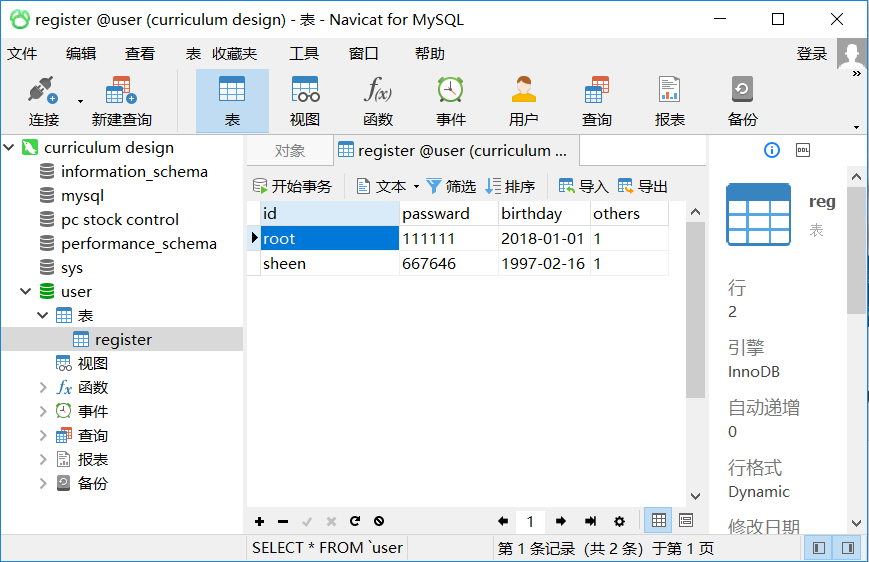 register @user (curriculum design) - 表 - Navicat for MySQL
文件 编辑 查看 表 收藏夹 工具 窗口 帮助 登录
连接 新建查询 表 视图 函数 事件 用户 查询 报表 备份
curriculum design
information_schema
mysql
pc stock control
performance_schema
sys
user
表
register
视图
函数
事件
查询
报表
备份
对象 register @user (curriculum ...
开始事务 文本 筛选 排序 导入 导出
id passward birthday others
root 111111 2018-01-01 1
sheen 667646 1997-02-16 1
1
DDL
reg
表
行
2
引擎
InnoDB
自动递增
0
行格式
Dynamic
修改日期
SELECT * FROM `user 第 1 条记录 (共 2 条) 于第 1 页